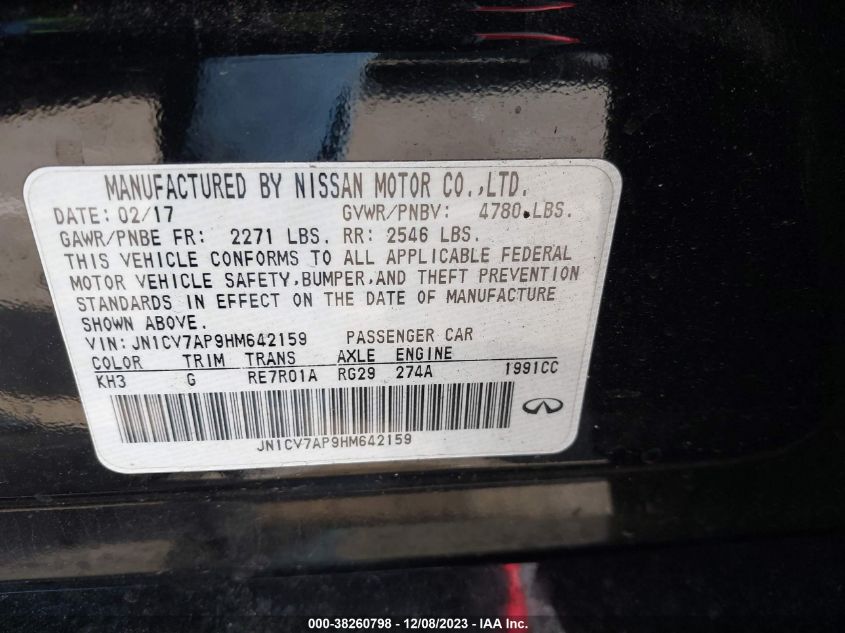 MANUFACTURED BY NISSAN MOTOR CO.,LTD.
DATE: 02/17 GVWR/PNBV: 4780 LBS.
GAWR/PNBE FR: 2271 LBS. RR: 2546 LBS.
THIS VEHICLE CONFORMS TO ALL APPLICABLE FEDERAL
MOTOR VEHICLE SAFETY,BUMPER,AND THEFT PREVENTION
STANDARDS IN EFFECT ON THE DATE OF MANUFACTURE
SHOWN ABOVE.
VIN: JN1CV7AP9HM642159 PASSENGER CAR
COLOR TRIM TRANS AXLE ENGINE
KH3 G RE7R01A RG29 274A 1991CC
JN1CV7AP9HM642159
000-38260798 - 12/08/2023 - IAA Inc.